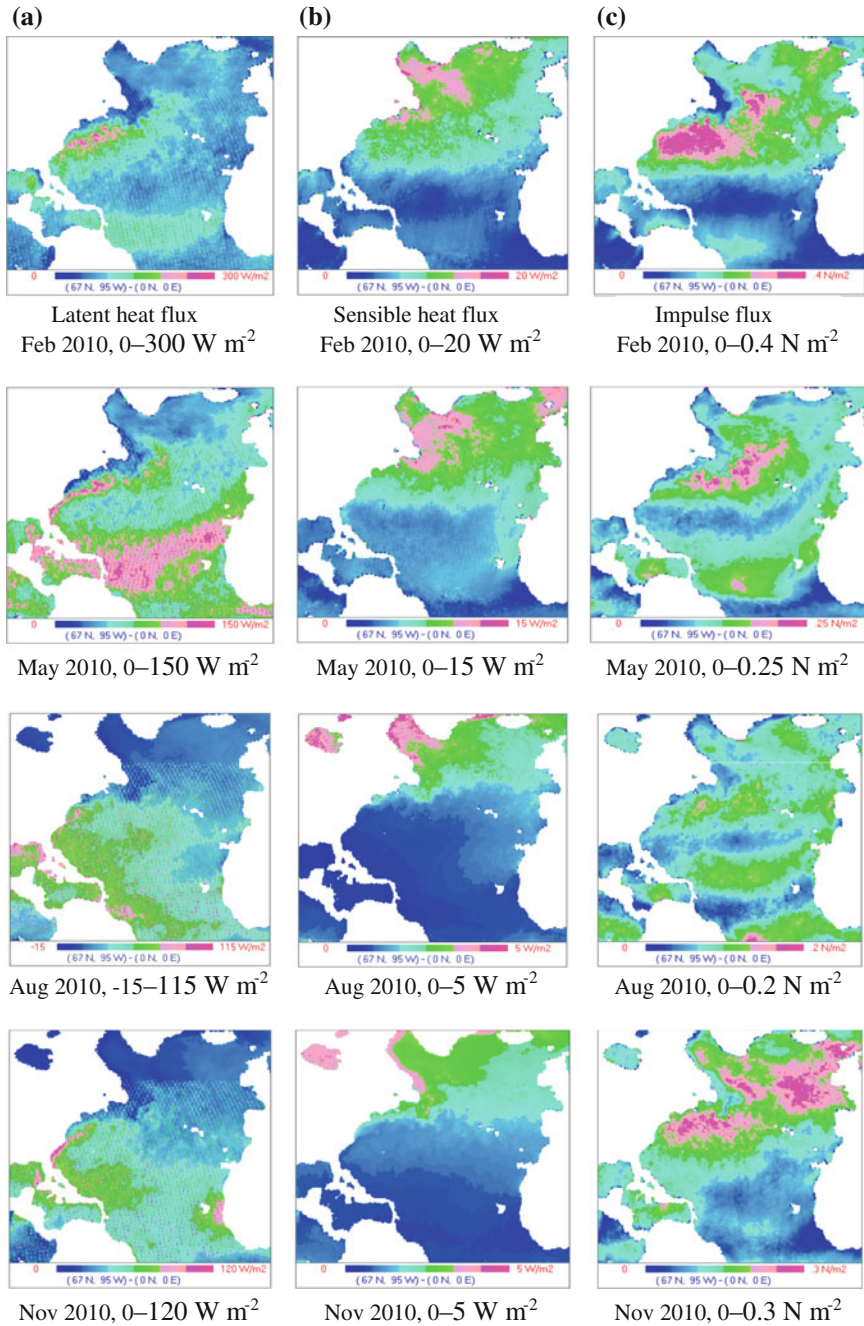 (a) (b) (c)
0 300 W/m2 0 20 W/m2 0 .4 N/m2
(67 N, 95 W) - ( 0 N, 0 E) (67 N, 95 W) - ( 0 N, 0 E) (67 N, 95 W) - ( 0 N, 0 E)
Latent heat flux Sensible heat flux Impulse flux
Feb 2010, 0–300 W m-2 Feb 2010, 0–20 W m-2 Feb 2010, 0–0.4 N m-2
0 150 W/m2 0 15 W/m2 0 .25 N/m2
(67 N, 95 W) - ( 0 N, 0 E) (67 N, 95 W) - ( 0 N, 0 E) (67 N, 95 W) - ( 0 N, 0 E)
May 2010, 0–150 W m-2 May 2010, 0–15 W m-2 May 2010, 0–0.25 N m-2
-15 115 W/m2 0 5 W/m2 0 .2 N/m2
(67 N, 95 W) - ( 0 N, 0 E) (67 N, 95 W) - ( 0 N, 0 E) (67 N, 95 W) - ( 0 N, 0 E)
Aug 2010, -15–115 W m-2 Aug 2010, 0–5 W m-2 Aug 2010, 0–0.2 N m-2
0 120 W/m2 0 5 W/m2 0 .3 N/m2
(67 N, 95 W) - ( 0 N, 0 E) (67 N, 95 W) - ( 0 N, 0 E) (67 N, 95 W) - ( 0 N, 0 E)
Nov 2010, 0–120 W m-2 Nov 2010, 0–5 W m-2 Nov 2010, 0–0.3 N m-2